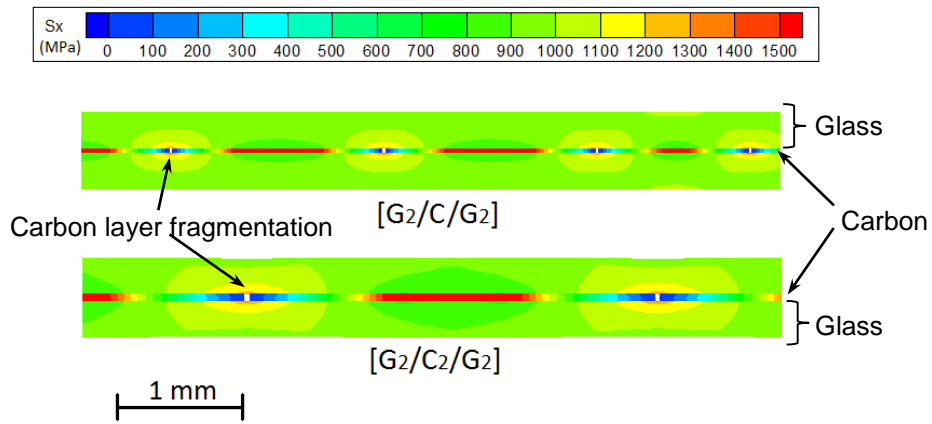 Sx
(MPa)
0 100 200 300 400 500 600 700 800 900 1000 1100 1200 1300 1400 1500
Glass
[G2/C/G2]
Carbon layer fragmentation
Carbon
Glass
[G2/C2/G2]
1 mm